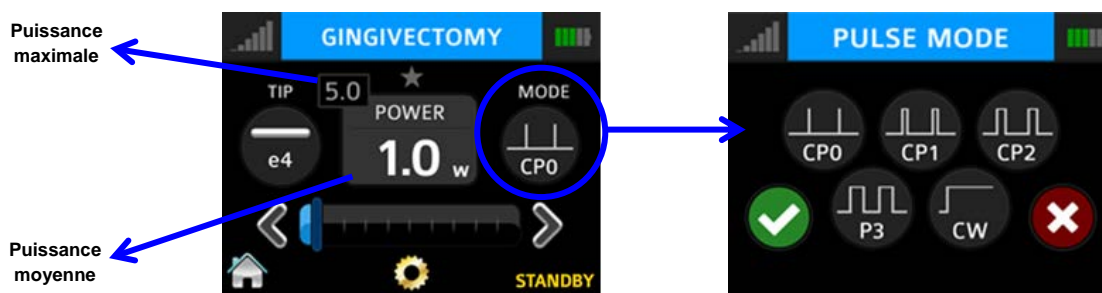 Puissance
maximale
GINGIVECTOMY
TIP
5.0
POWER
MODE
e4
1.0 w
CP0
Puissance
moyenne
STANDBY
PULSE MODE
CP0
CP1
CP2
P3
CW